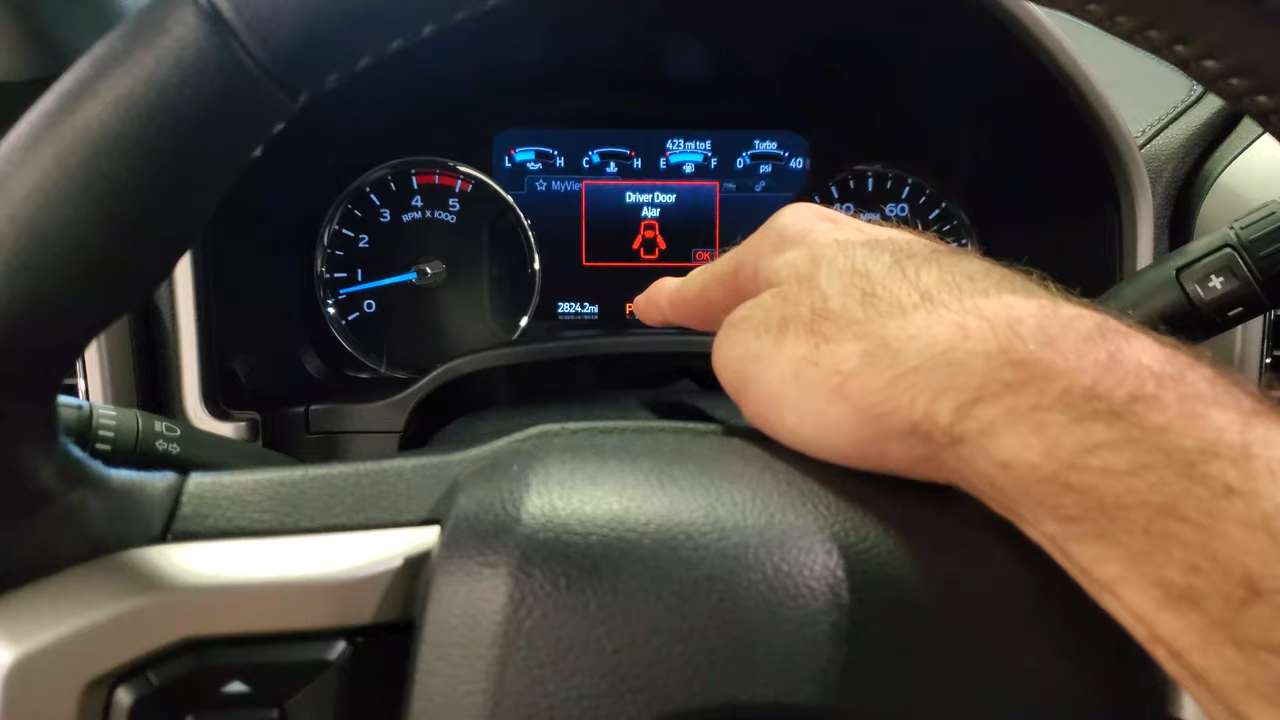 423 mi to E
Turbo
L H
C H
E F
0 40
psi
MyVie
Driver Door
Ajar
OK
4 5
3
RPM X 1000
2
1
0
40 60
MPH
2824.2mi
P
+
−